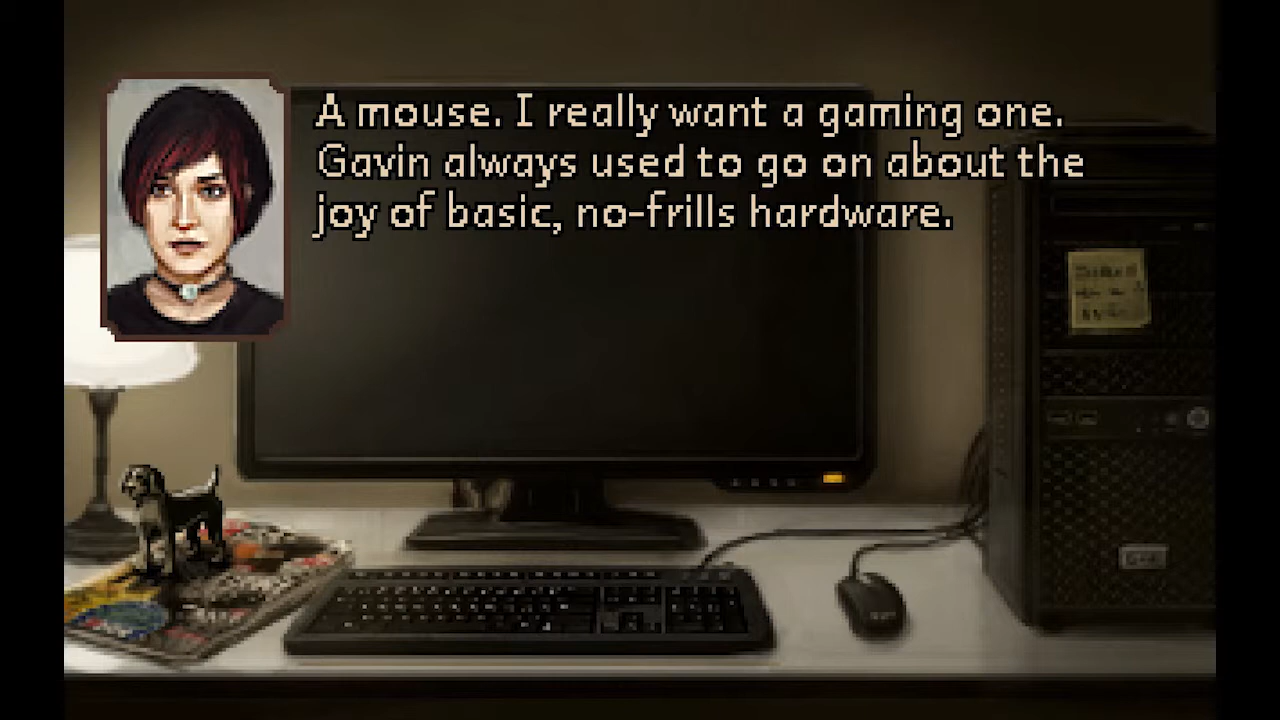 A mouse. I really want a gaming one.
Gavin always used to go on about the
joy of basic, no-frills hardware.